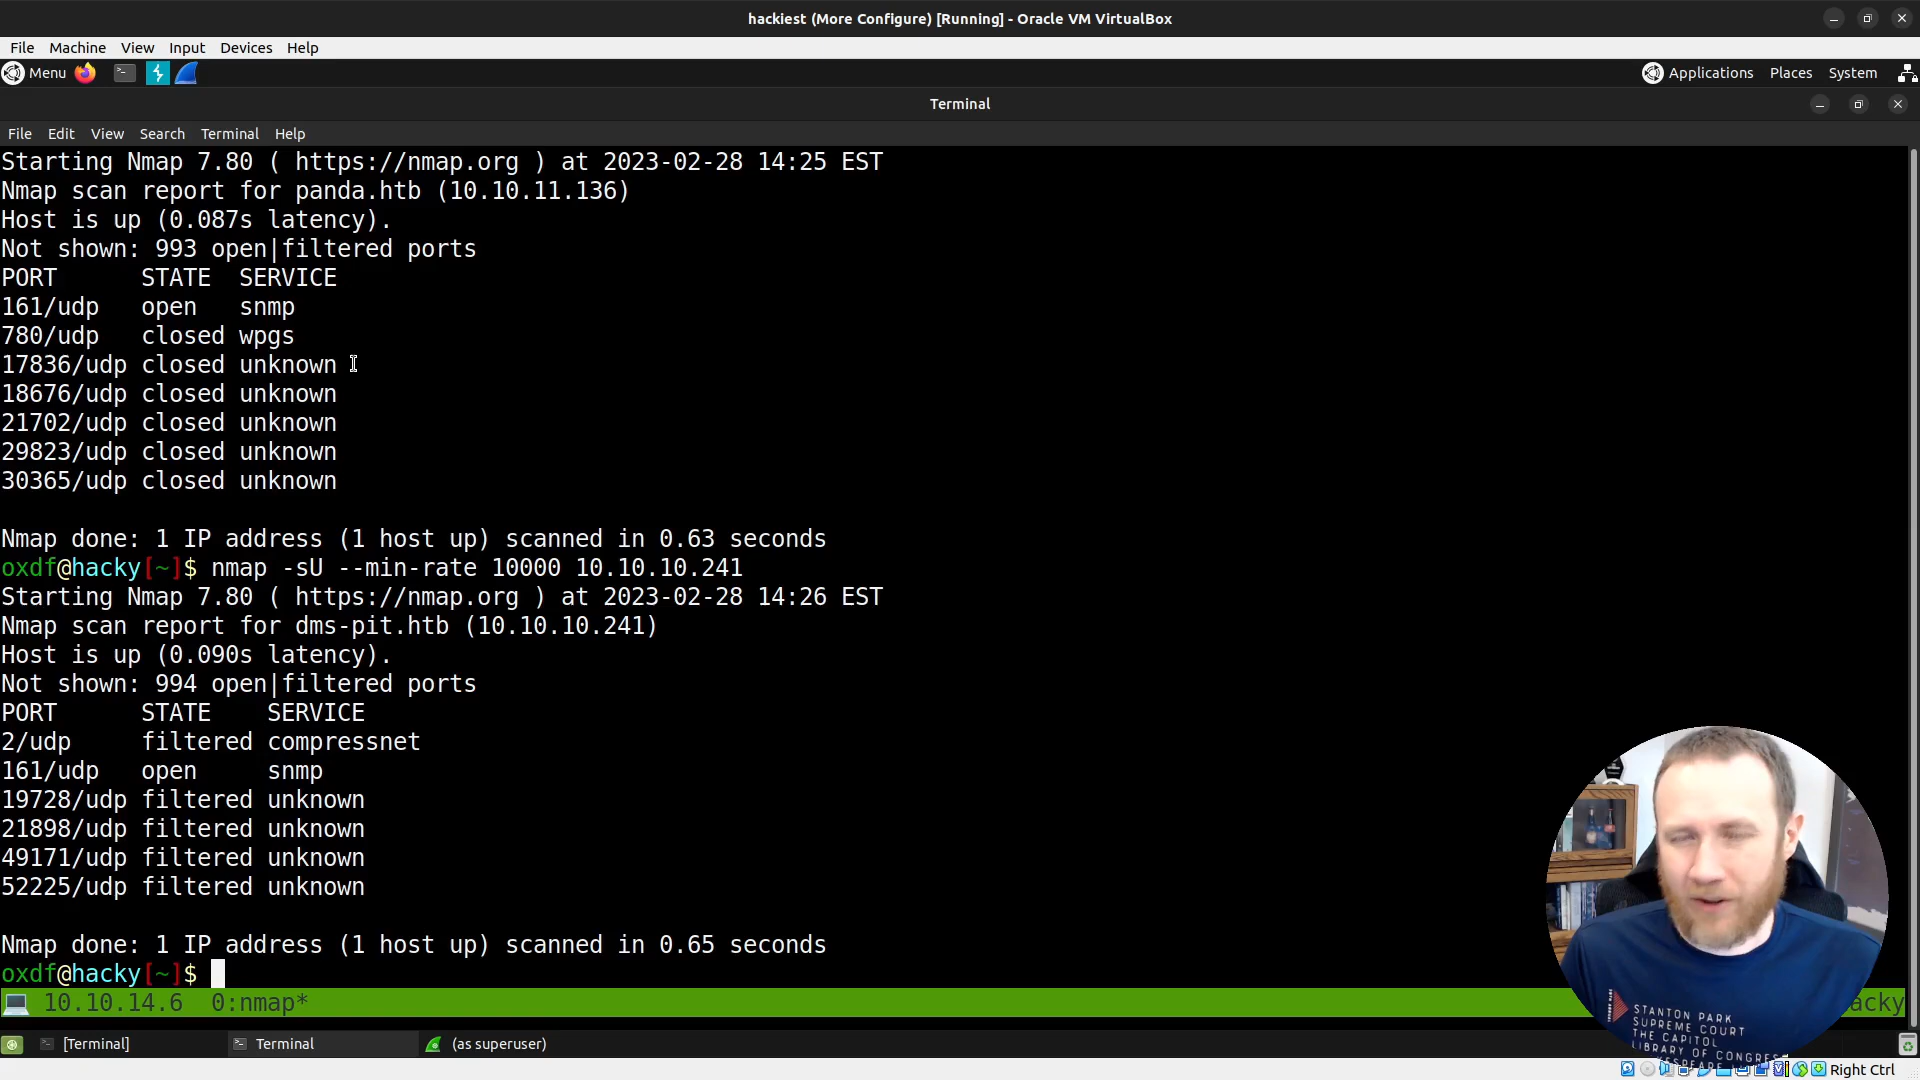 hackiest (More Configure) [Running] - Oracle VM VirtualBox
File Machine View Input Devices Help
Menu Applications Places System
Terminal
File Edit View Search Terminal Help
Starting Nmap 7.80 ( https://nmap.org ) at 2023-02-28 14:25 EST
Nmap scan report for panda.htb (10.10.11.136)
Host is up (0.087s latency).
Not shown: 993 open|filtered ports
PORT STATE SERVICE
161/udp open snmp
780/udp closed wpgs
17836/udp closed unknown
18676/udp closed unknown
21702/udp closed unknown
29823/udp closed unknown
30365/udp closed unknown
Nmap done: 1 IP address (1 host up) scanned in 0.63 seconds
oxdf@hacky[~]$ nmap -sU --min-rate 10000 10.10.10.241
Starting Nmap 7.80 ( https://nmap.org ) at 2023-02-28 14:26 EST
Nmap scan report for dms-pit.htb (10.10.10.241)
Host is up (0.090s latency).
Not shown: 994 open|filtered ports
PORT STATE SERVICE
2/udp filtered compressnet
161/udp open snmp
19728/udp filtered unknown
21898/udp filtered unknown
49171/udp filtered unknown
52225/udp filtered unknown
Nmap done: 1 IP address (1 host up) scanned in 0.65 seconds
oxdf@hacky[~]$
10.10.14.6 0:nmap* acky
STANTON PARK
SUPREME COURT
THE CAPITOL
LIBRARY OF CONGRESS
[Terminal] Terminal (as superuser)
Right Ctrl